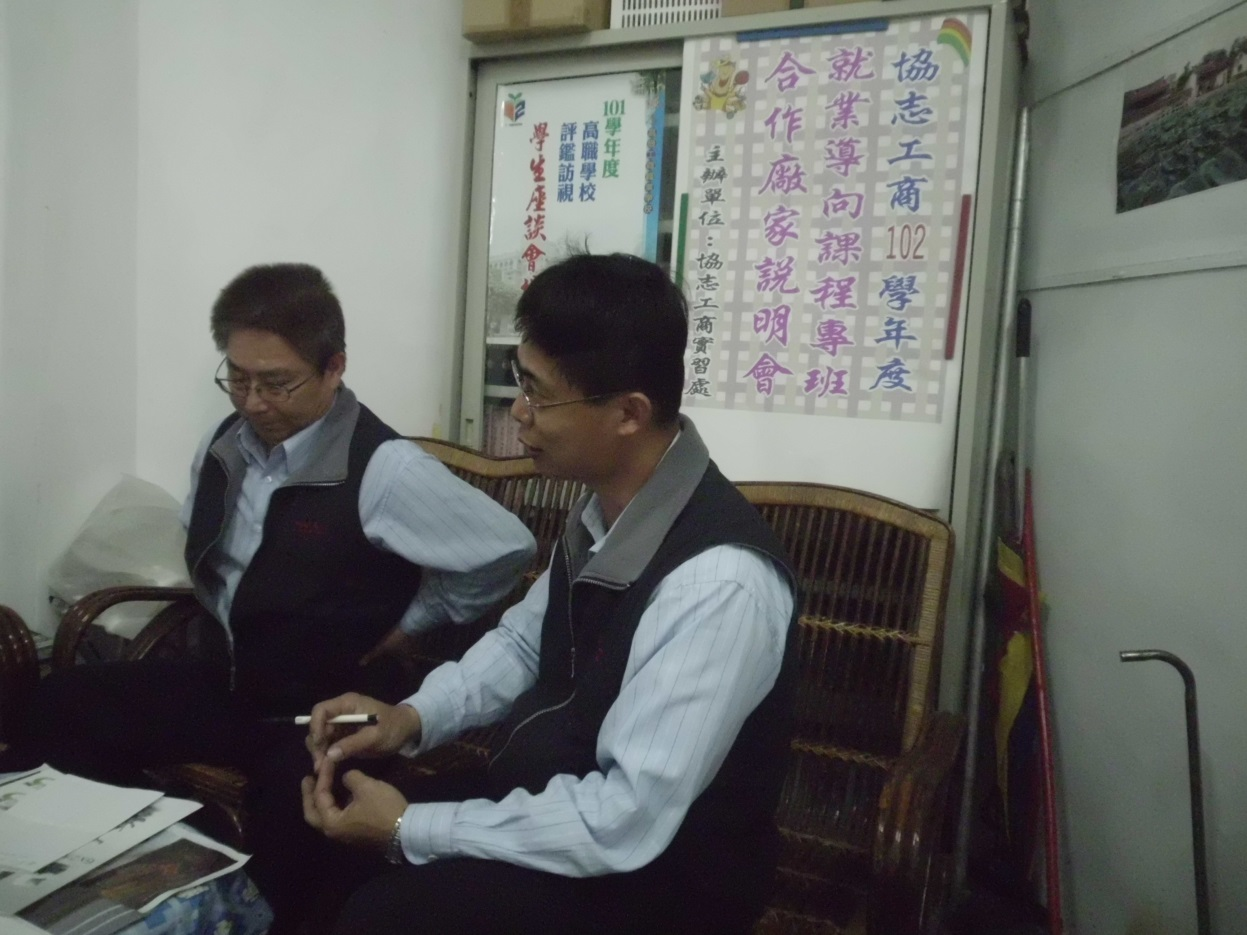 協志工商102學年度
就業導向課程專班
合作廠家說明會
主辦單位：協志工商實習處
101學年度
高職學校
評鑑訪視
學生座談會